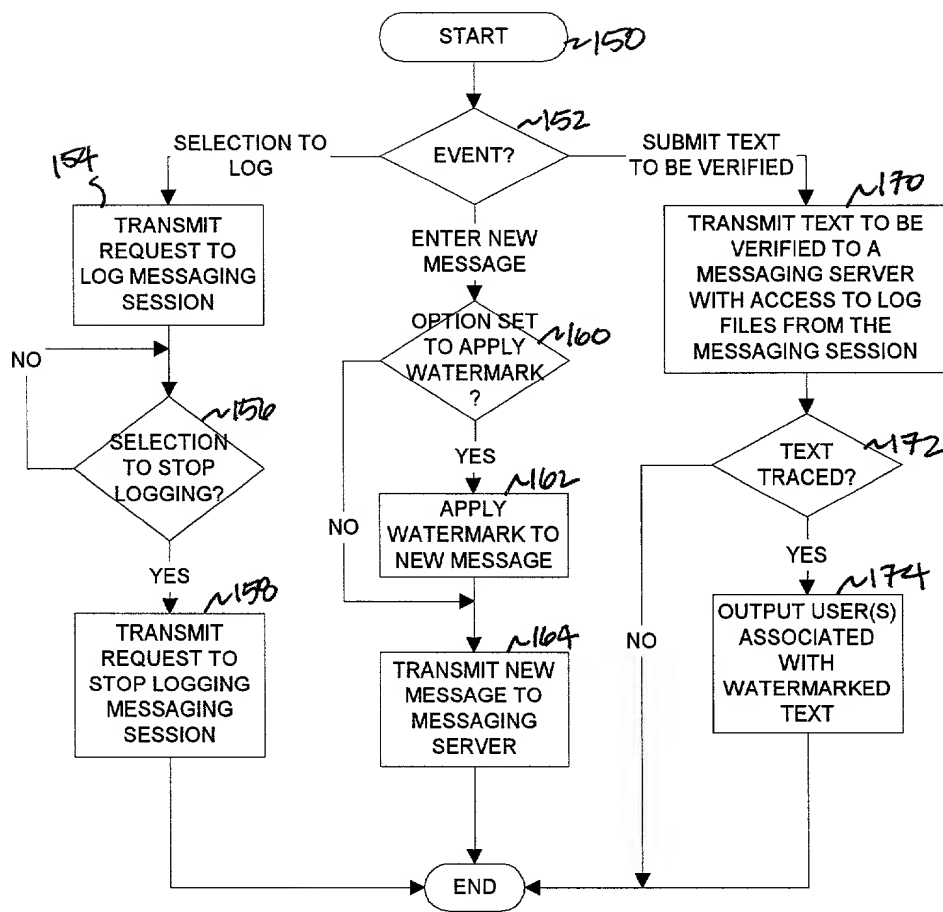 START
~150
EVENT?
~152
SELECTION TO
LOG
154
TRANSMIT
REQUEST TO
LOG MESSAGING
SESSION
NO
SELECTION
TO STOP
LOGGING?
~156
YES
~158
TRANSMIT
REQUEST TO
STOP LOGGING
MESSAGING
SESSION
ENTER NEW
MESSAGE
OPTION SET
TO APPLY
WATERMARK
?
~160
YES
NO
~162
APPLY
WATERMARK TO
NEW MESSAGE
~164
TRANSMIT NEW
MESSAGE TO
MESSAGING
SERVER
SUBMIT TEXT
TO BE VERIFIED
~170
TRANSMIT TEXT TO BE
VERIFIED TO A
MESSAGING SERVER
WITH ACCESS TO LOG
FILES FROM THE
MESSAGING SESSION
TEXT
TRACED?
~172
YES
NO
~174
OUTPUT USER(S)
ASSOCIATED
WITH
WATERMARKED
TEXT
END